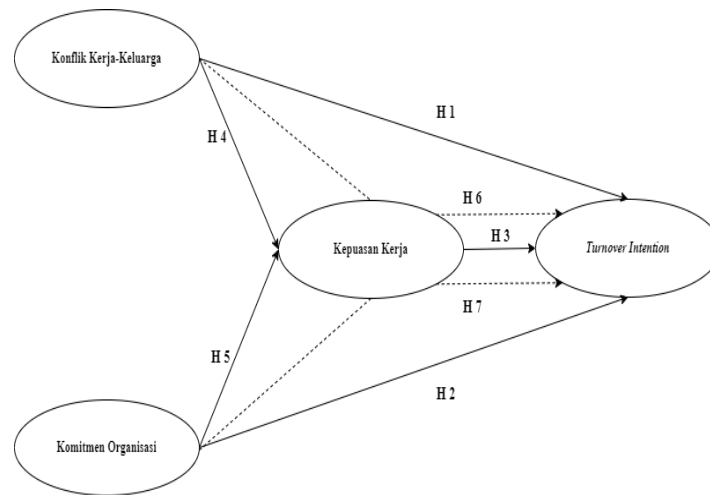 Konflik Kerja-Keluarga
H 1
H 4
H 6
Kepuasan Kerja
H 3
Turnover Intention
H 7
H 5
H 2
Komitmen Organisasi